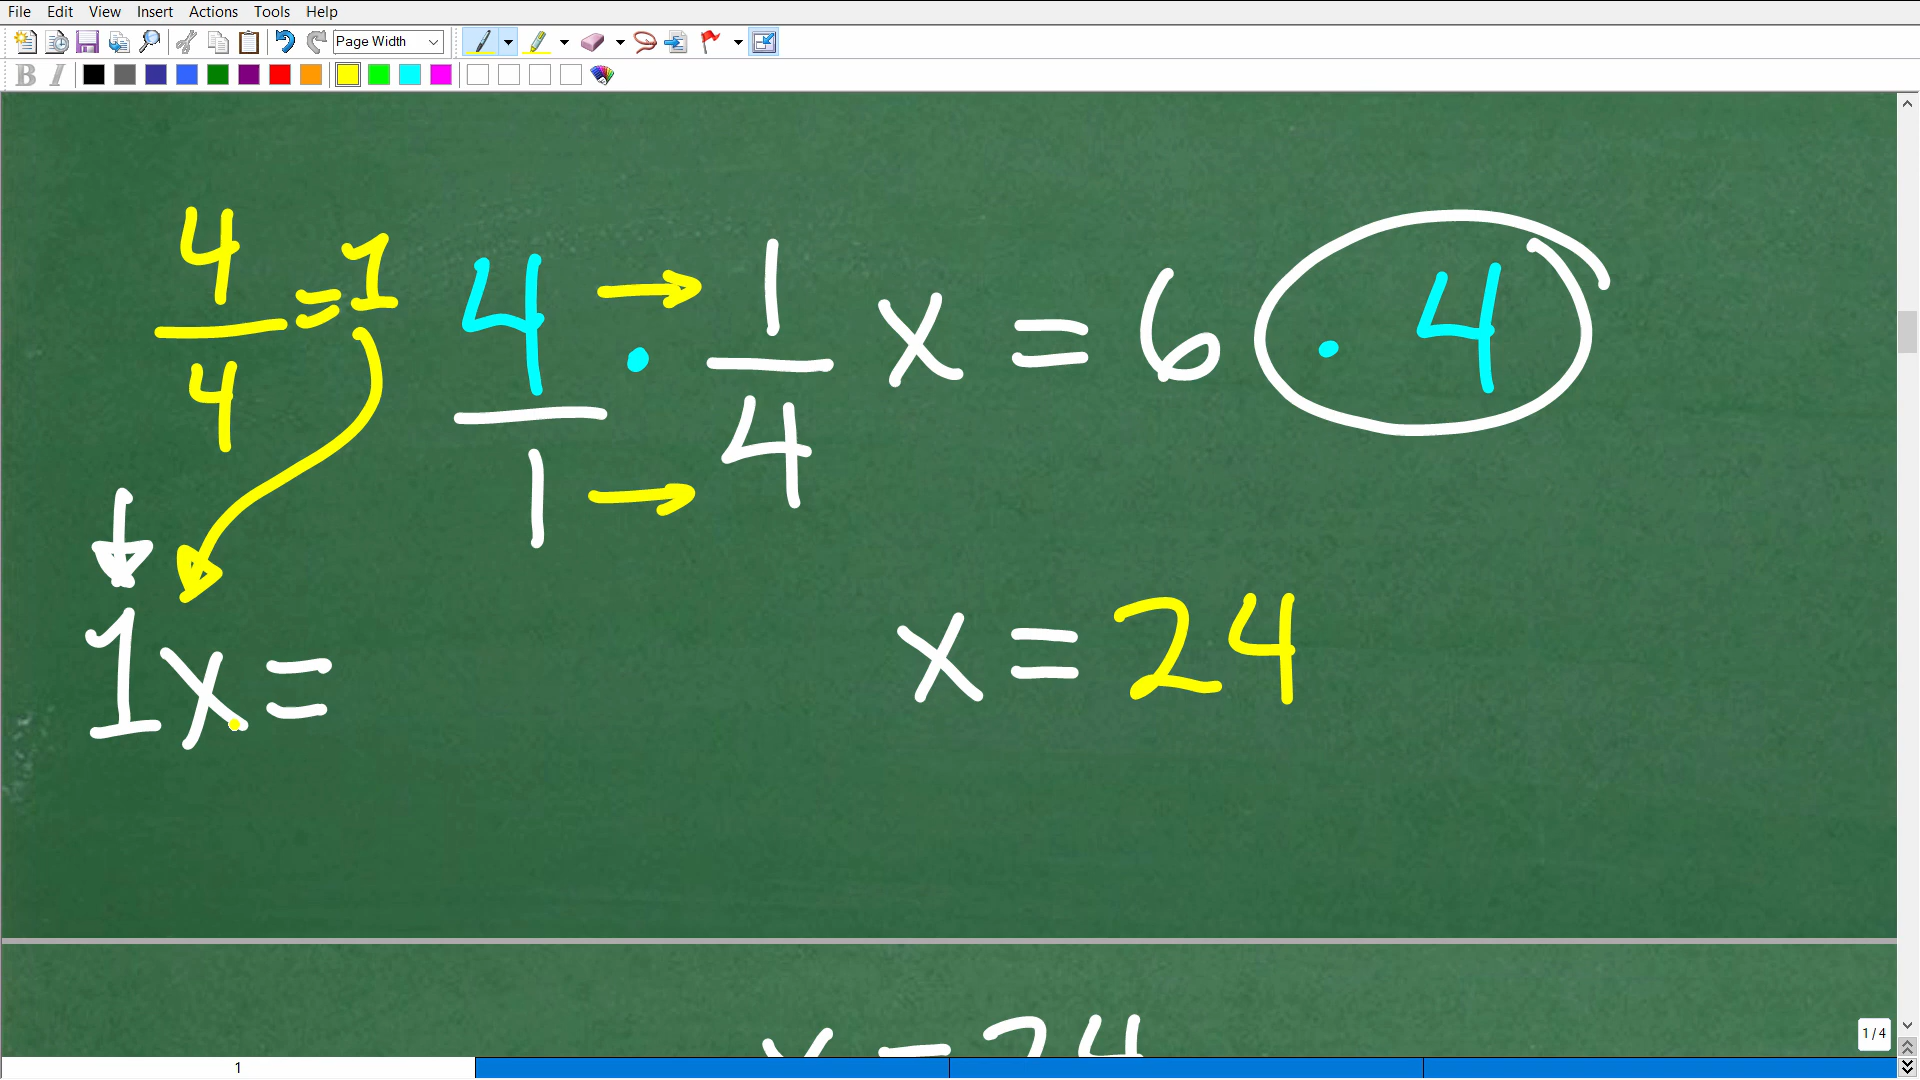 File Edit View Insert Actions Tools Help
Page Width
B I
4/4 = 1
4/1 · 1/4 x = 6 · 4
1x =
x = 24
x = 24
1/4
1